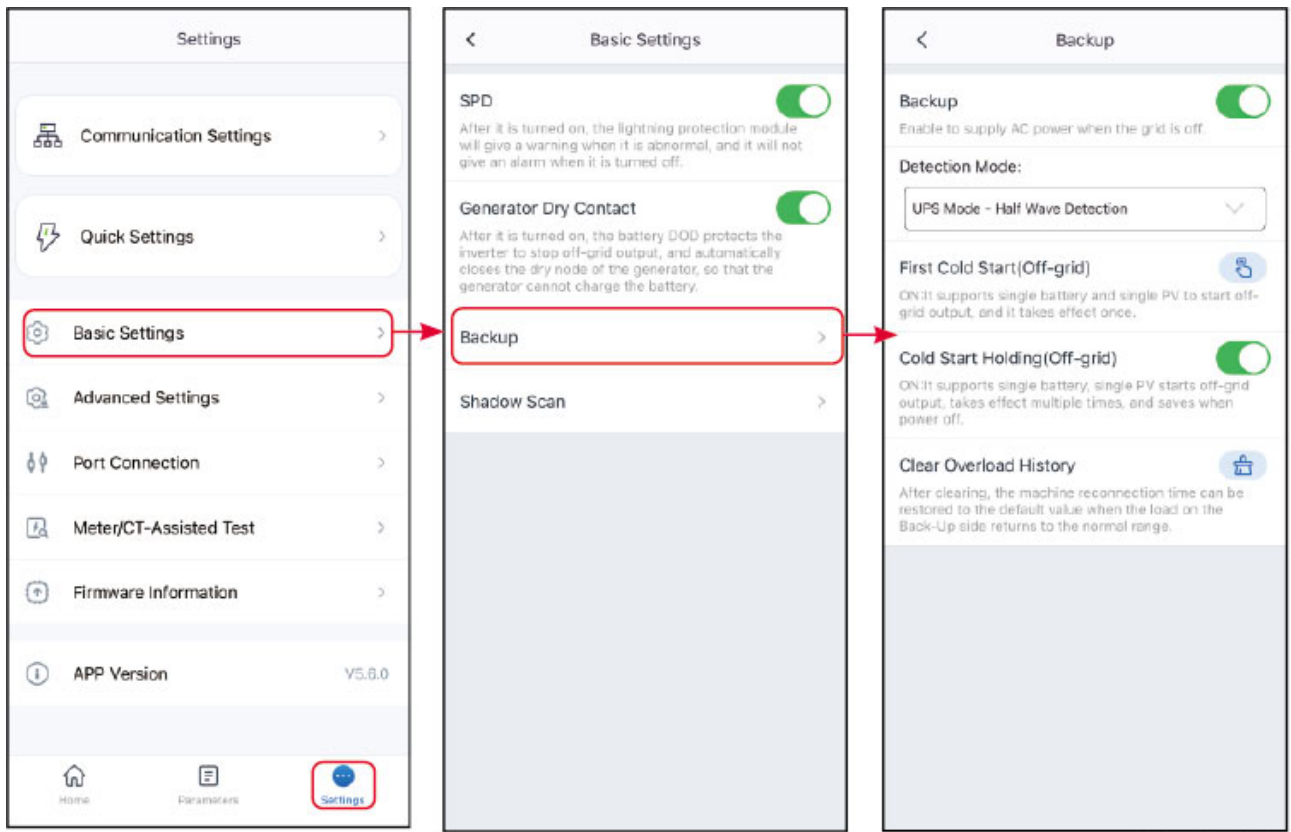 Settings
Communication Settings
Quick Settings
Basic Settings
Advanced Settings
Port Connection
Meter/CT-Assisted Test
Firmware Information
APP Version V5.6.0
Home Parameters Settings
Basic Settings
SPD
After it is turned on, the lightning protection module
will give a warning when it is abnormal, and it will not
give an alarm when it is turned off.
Generator Dry Contact
After it is turned on, the battery DOD protects the
inverter to stop off-grid output, and automatically
closes the dry node of the generator, so that the
generator cannot charge the battery.
Backup
Shadow Scan
Backup
Backup
Enable to supply AC power when the grid is off.
Detection Mode:
UPS Mode - Half Wave Detection
First Cold Start(Off-grid)
ON:It supports single battery and single PV to start off-
grid output, and it takes effect once.
Cold Start Holding(Off-grid)
ON:It supports single battery, single PV starts off-grid
output, takes effect multiple times, and saves when
power off.
Clear Overload History
After clearing, the machine reconnection time can be
restored to the default value when the load on the
Back-Up side returns to the normal range.